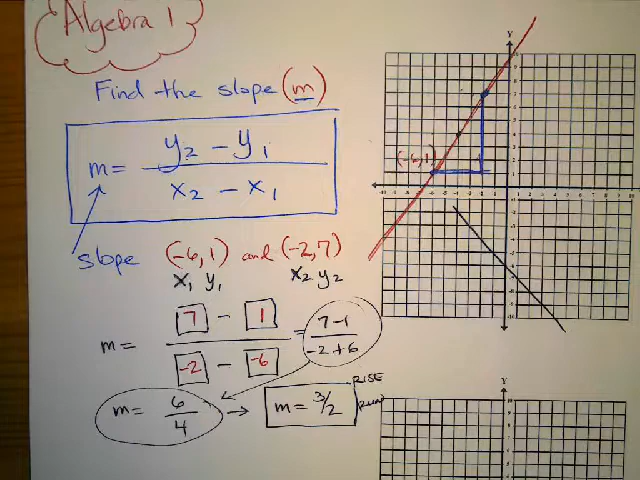 Algebra 1
Find the slope (m)
m = y₂ - y₁ / x₂ - x₁
slope (-6,1) and (-2,7)
x₁ y₁ x₂ y₂
m = 7 - 1 / -2 - -6 = 7-1 / -2+6
m = 6/4 → m = 3/2 RISE
(-6,1)
Y
Y